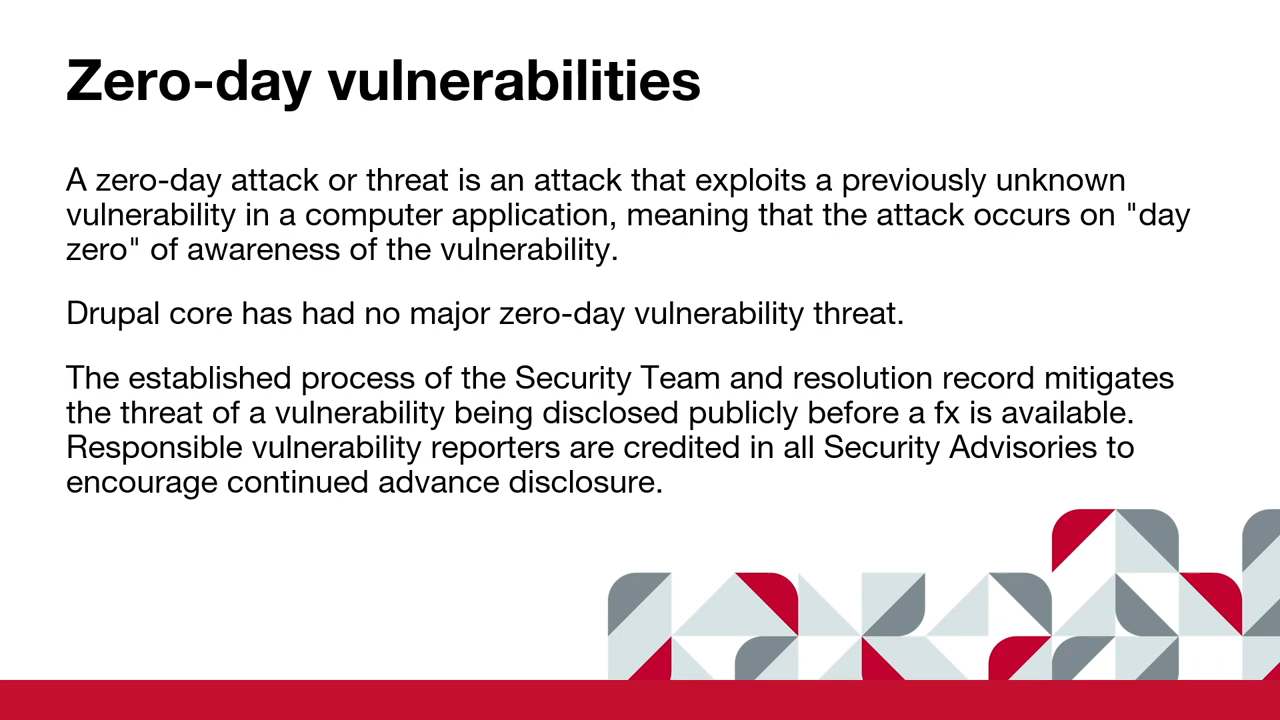 Zero-day vulnerabilities
A zero-day attack or threat is an attack that exploits a previously unknown
vulnerability in a computer application, meaning that the attack occurs on "day
zero" of awareness of the vulnerability.
Drupal core has had no major zero-day vulnerability threat.
The established process of the Security Team and resolution record mitigates
the threat of a vulnerability being disclosed publicly before a fx is available.
Responsible vulnerability reporters are credited in all Security Advisories to
encourage continued advance disclosure.